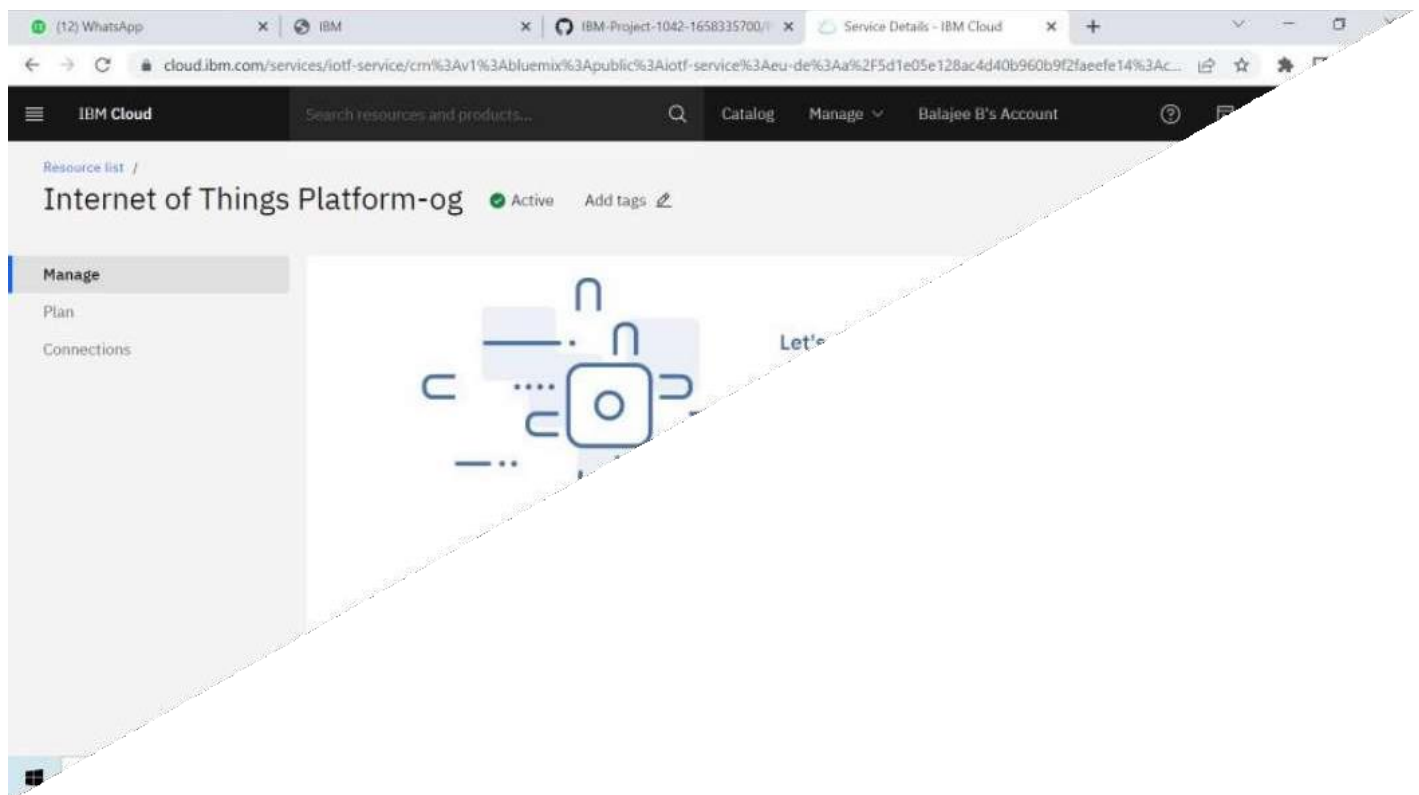 (12) WhatsApp
IBM
IBM-Project-1042-1658335700/
Service Details - IBM Cloud
cloud.ibm.com/services/iotf-service/crn%3Av1%3Abluemix%3Apublic%3Aiotf-service%3Aeu-de%3Aa%2F5d1e05e128ac4d40b960b9f2faeefe14%3Ac...
IBM Cloud
Search resources and products...
Catalog
Manage
Balajee B's Account
Resource list /
Internet of Things Platform-og
Active
Add tags
Manage
Plan
Connections
Let's